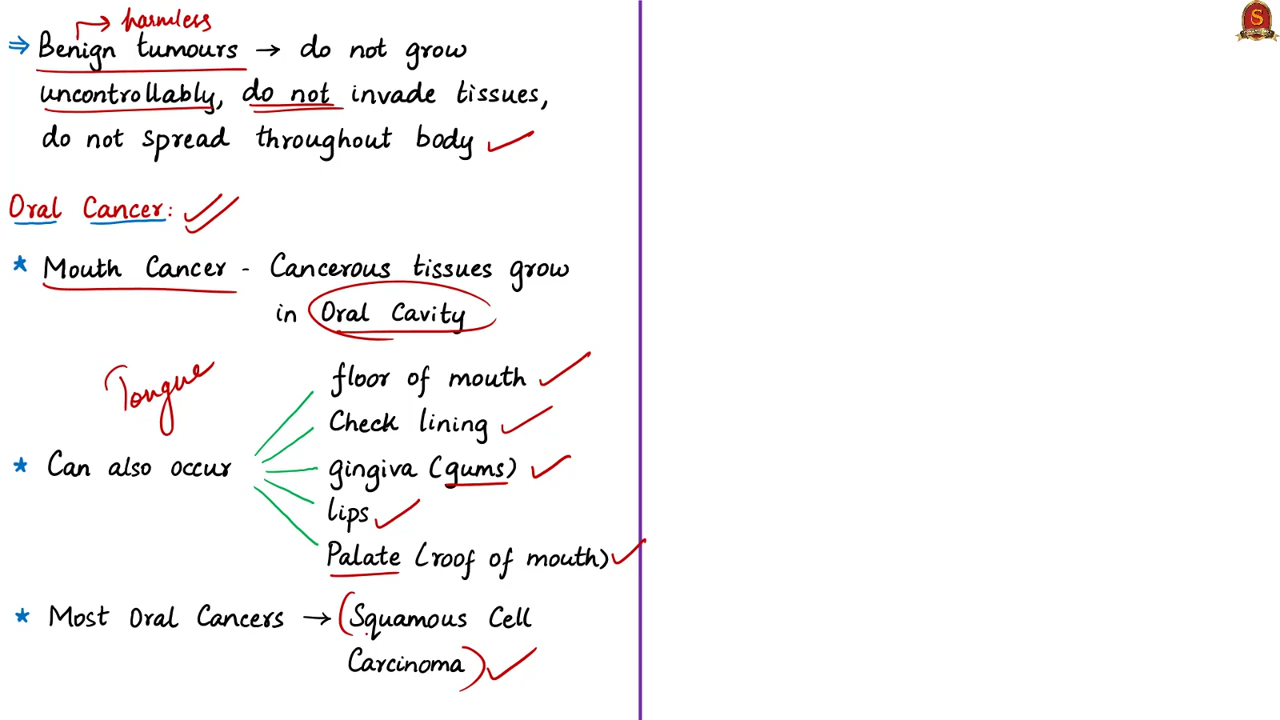 harmless
⇒ Benign tumours → do not grow
uncontrollably, do not invade tissues,
do not spread throughout body
Oral Cancer:
* Mouth Cancer - Cancerous tissues grow
in Oral Cavity
Tongue
floor of mouth
Check lining
* Can also occur gingiva (gums)
lips
Palate (roof of mouth)
* Most Oral Cancers → (Squamous Cell
Carcinoma)
S